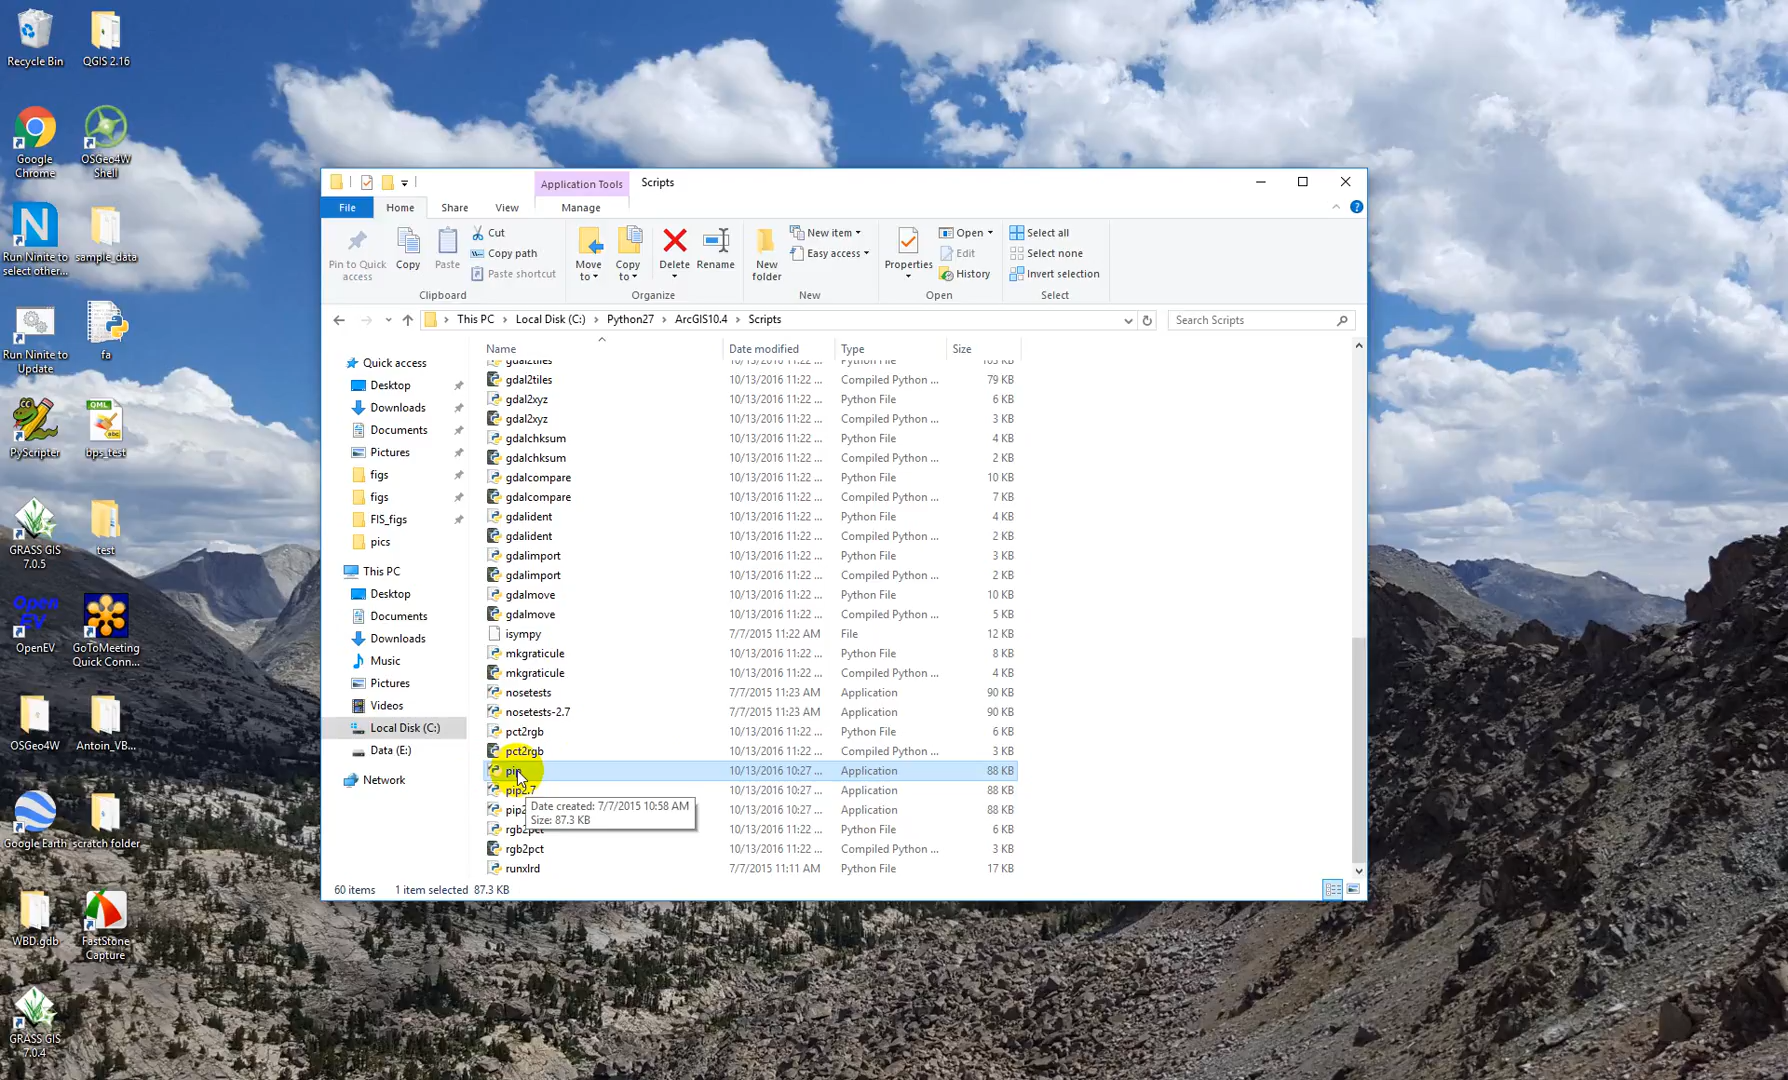 Recycle Bin
QGIS 2.16
Google Chrome
OSGeo4W Shell
Run Ninite to select other...
sample_data
Run Ninite to Update
fa
PyScripter
QML
abc
bps_test
GRASS GIS 7.0.5
test
Open EV
OpenEV
GoToMeeting Quick Conn...
OSGeo4W
Antoin_VB...
Google Earth
scratch folder
WBD.gdb
FastStone Capture
GRASS GIS 7.0.4
Application Tools
Scripts
File
Home
Share
View
Manage
Pin to Quick access
Copy
Paste
Cut
Copy path
Paste shortcut
Clipboard
Move to
Copy to
Delete
Rename
Organize
New folder
New item
Easy access
New
Properties
Open
Edit
History
Open
Select all
Select none
Invert selection
Select
This PC > Local Disk (C:) > Python27 > ArcGIS10.4 > Scripts
Search Scripts
Quick access
Desktop
Downloads
Documents
Pictures
figs
figs
FIS_figs
pics
This PC
Desktop
Documents
Downloads
Music
Pictures
Videos
Local Disk (C:)
Data (E:)
Network
Name Date modified Type Size
gdal2tiles 10/13/2016 11:22 ... Python File
gdal2tiles 10/13/2016 11:22 ... Compiled Python ... 79 KB
gdal2xyz 10/13/2016 11:22 ... Python File 6 KB
gdal2xyz 10/13/2016 11:22 ... Compiled Python ... 3 KB
gdalchksum 10/13/2016 11:22 ... Python File 4 KB
gdalchksum 10/13/2016 11:22 ... Compiled Python ... 2 KB
gdalcompare 10/13/2016 11:22 ... Python File 10 KB
gdalcompare 10/13/2016 11:22 ... Compiled Python ... 7 KB
gdalident 10/13/2016 11:22 ... Python File 4 KB
gdalident 10/13/2016 11:22 ... Compiled Python ... 2 KB
gdalimport 10/13/2016 11:22 ... Python File 3 KB
gdalimport 10/13/2016 11:22 ... Compiled Python ... 2 KB
gdalmove 10/13/2016 11:22 ... Python File 10 KB
gdalmove 10/13/2016 11:22 ... Compiled Python ... 5 KB
isympy 7/7/2015 11:22 AM File 12 KB
mkgraticule 10/13/2016 11:22 ... Python File 8 KB
mkgraticule 10/13/2016 11:22 ... Compiled Python ... 4 KB
nosetests 7/7/2015 11:23 AM Application 90 KB
nosetests-2.7 7/7/2015 11:23 AM Application 90 KB
pct2rgb 10/13/2016 11:22 ... Python File 6 KB
pct2rgb 10/13/2016 11:22 ... Compiled Python ... 3 KB
pip 10/13/2016 10:27 ... Application 88 KB
pip2.7 10/13/2016 10:27 ... Application 88 KB
pip2 10/13/2016 10:27 ... Application 88 KB
rgb2pct 10/13/2016 11:22 ... Python File 6 KB
rgb2pct 10/13/2016 11:22 ... Compiled Python ... 3 KB
runxlrd 7/7/2015 11:11 AM Python File 17 KB
Date created: 7/7/2015 10:58 AM
Size: 87.3 KB
60 items 1 item selected 87.3 KB